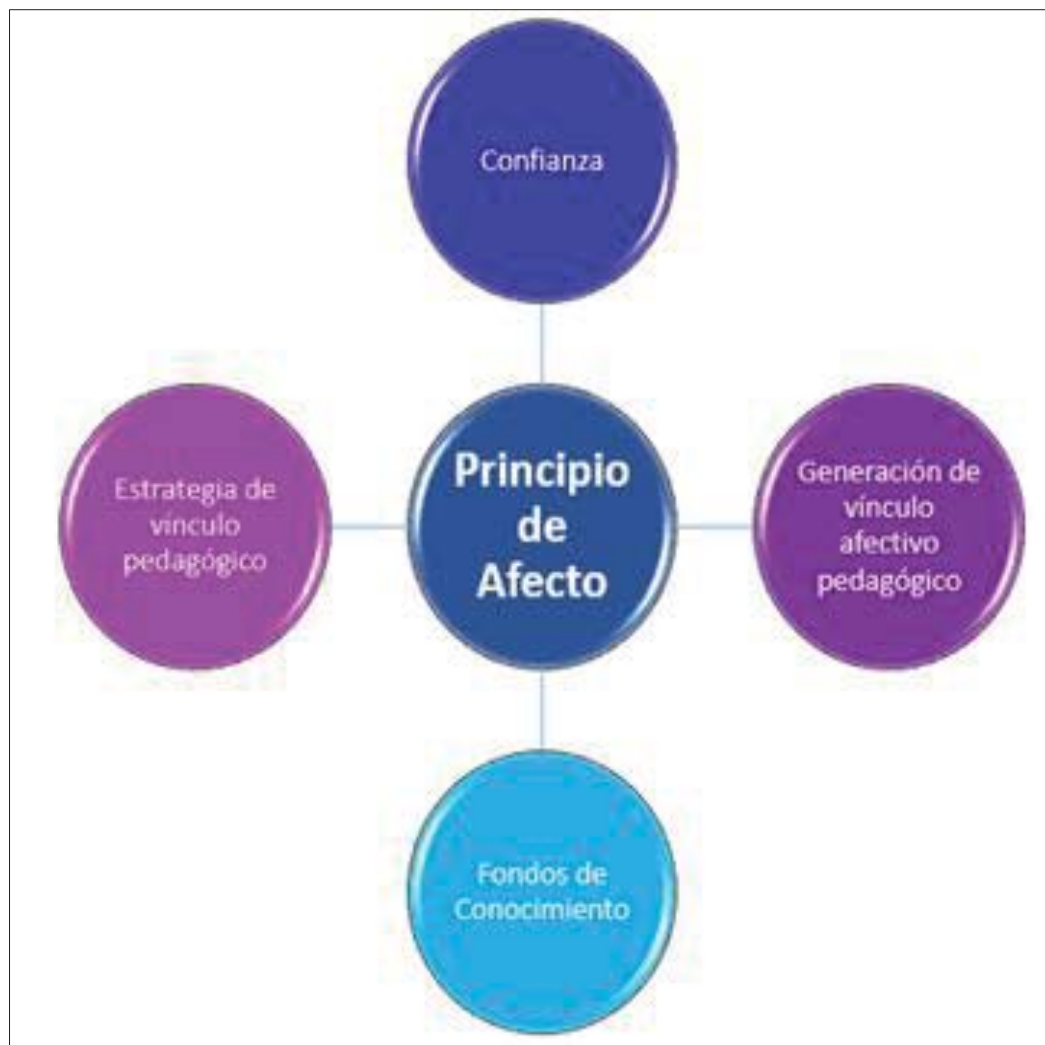 Confianza
Estrategia de
vínculo
pedagógico
Principio
de
Afecto
Generación de
vínculo
afectivo
pedagógico
Fondos de
Conocimiento